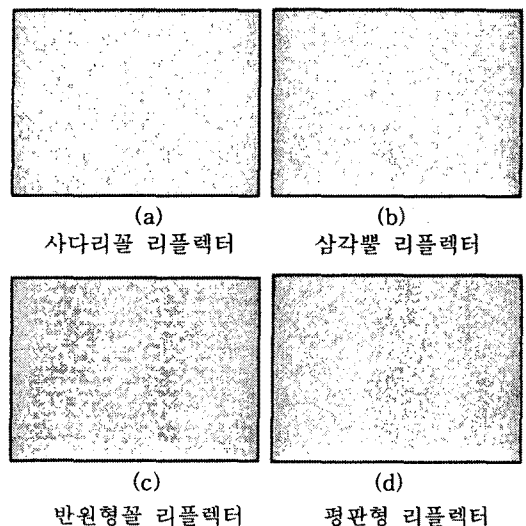 (a)
사다리꼴 리플렉터
(b)
삼각뿔 리플렉터
(c)
반원형꼴 리플렉터
(d)
평판형 리플렉터